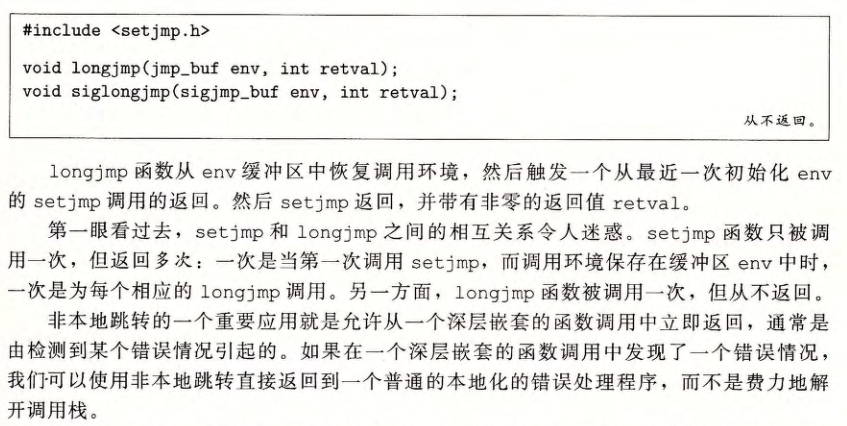 #include <setjmp.h>
void longjmp(jmp_buf env, int retval);
void siglongjmp(sigjmp_buf env, int retval);
从不返回。
longjmp 函数从 env 缓冲区中恢复调用环境，然后触发一个从最近一次初始化 env
的 setjmp 调用的返回。然后 setjmp 返回，并带有非零的返回值 retval。
第一眼看过去，setjmp 和 longjmp 之间的相互关系令人迷惑。setjmp 函数只被调
用一次，但返回多次：一次是当第一次调用 setjmp，而调用环境保存在缓冲区 env 中时，
一次是为每个相应的 longjmp 调用。另一方面，longjmp 函数被调用一次，但从不返回。
非本地跳转的一个重要应用就是允许从一个深层嵌套的函数调用中立即返回，通常是
由检测到某个错误情况引起的。如果在一个深层嵌套的函数调用中发现了一个错误情况，
我们可以使用非本地跳转直接返回到一个普通的本地化的错误处理程序，而不是费力地解
开调用栈。